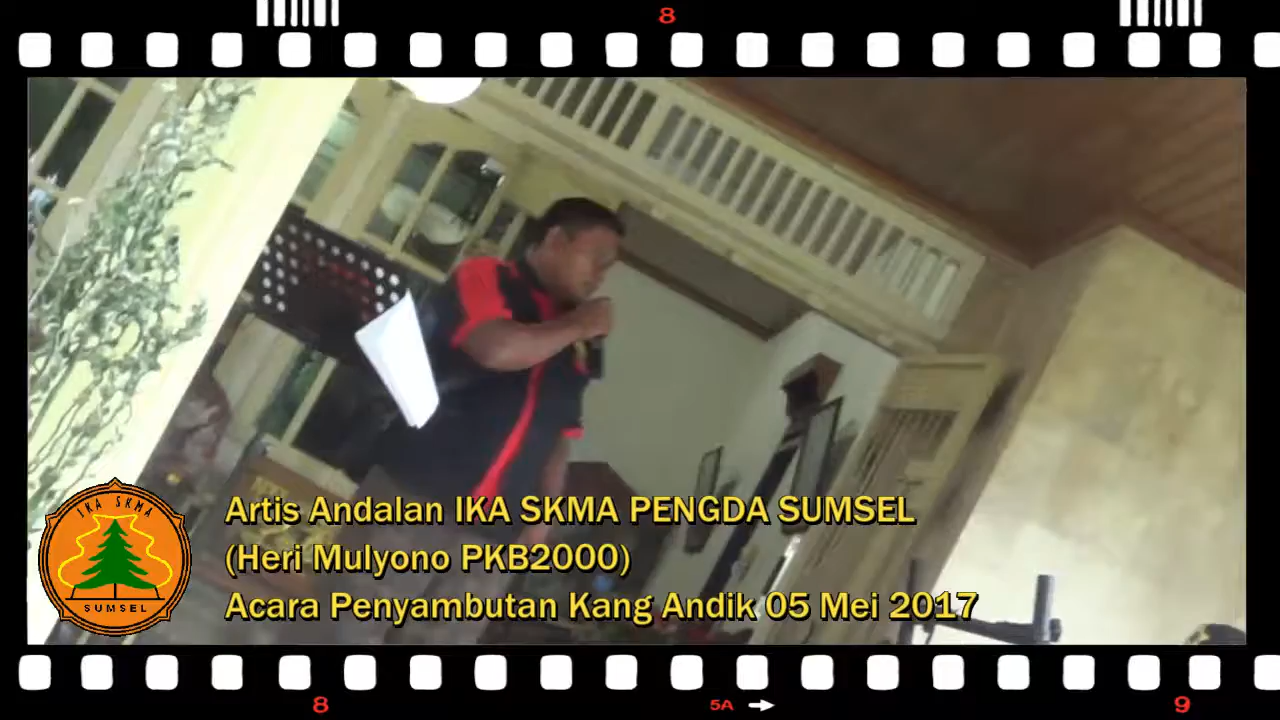 8
IKA SKMA
SUMSEL
Artis Andalan IKA SKMA PENGDA SUMSEL
(Heri Mulyono PKB2000)
Acara Penyambutan Kang Andik 05 Mei 2017
8
5A
9